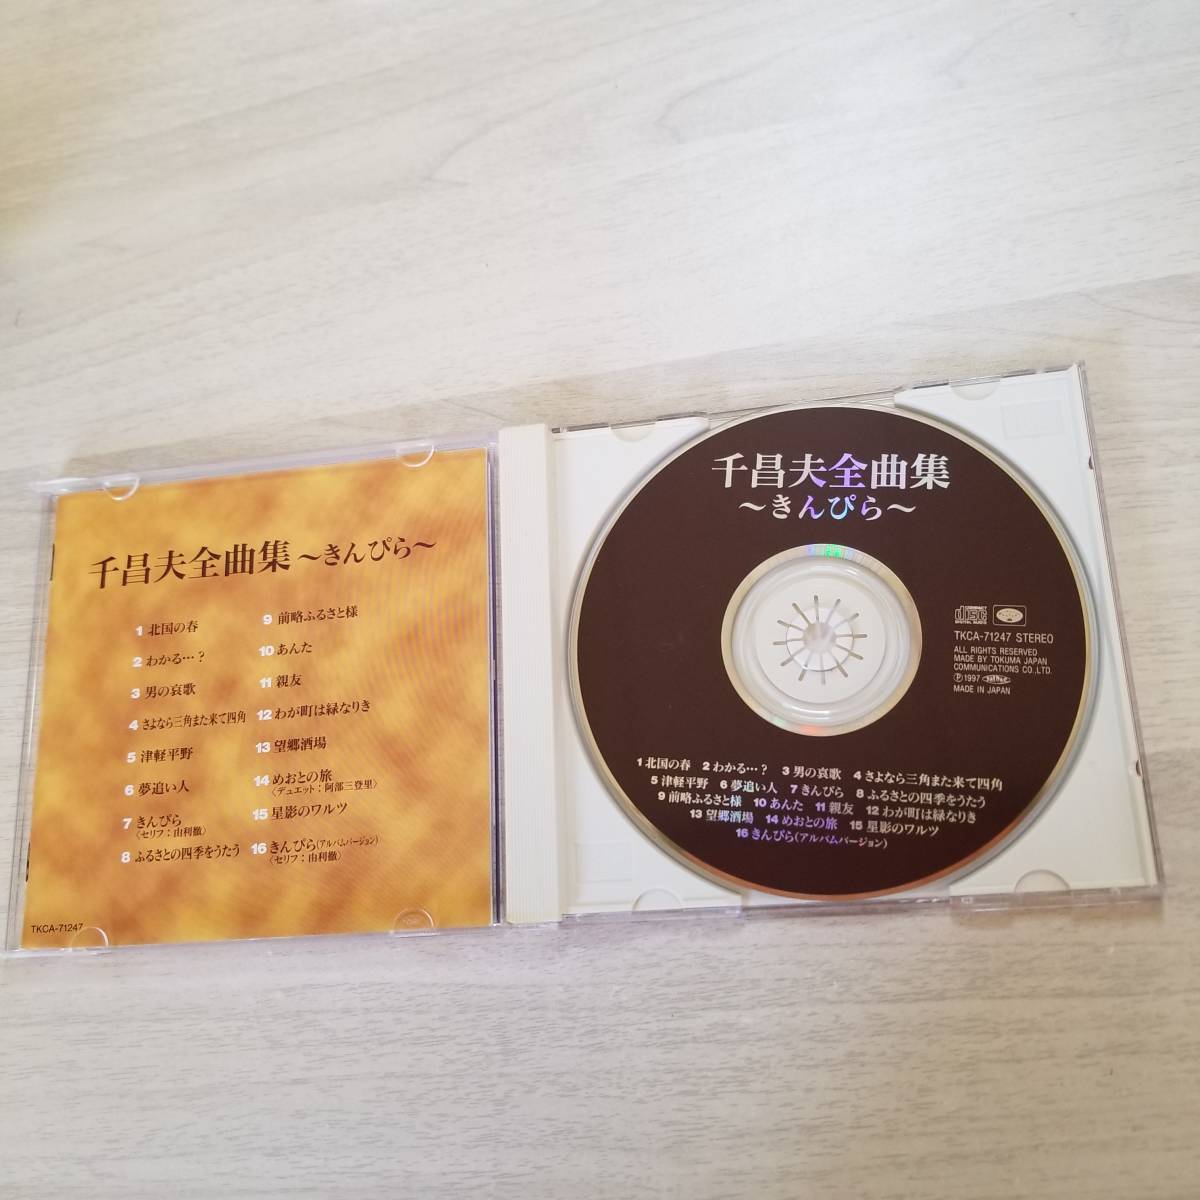 千昌夫全曲集～きんぴら～
1 北国の春
2 わかる…？
3 男の哀歌
4 さよなら三角また来て四角
5 津軽平野
6 夢追い人
7 きんぴら
〈セリフ：由利徹〉
8 ふるさとの四季をうたう
9 前略ふるさと様
10 あんた
11 親友
12 わが町は緑なりき
13 望郷酒場
14 めおとの旅
〈デュエット：阿部三登里〉
15 星影のワルツ
16 きんぴら(アルバムバージョン)
〈セリフ：由利徹〉
TKCA-71247
千昌夫全曲集
～きんぴら～
COMPACT
disc
DIGITAL AUDIO
TKCA-71247 STEREO
ALL RIGHTS RESERVED
MADE BY TOKUMA JAPAN
COMMUNICATIONS CO.,LTD.
Ⓟ1997
MADE IN JAPAN
1 北国の春 2 わかる…？ 3 男の哀歌 4 さよなら三角また来て四角
5 津軽平野 6 夢追い人 7 きんぴら 8 ふるさとの四季をうたう
9 前略ふるさと様 10 あんた 11 親友 12 わが町は緑なりき
13 望郷酒場 14 めおとの旅 15 星影のワルツ
16 きんぴら(アルバムバージョン)